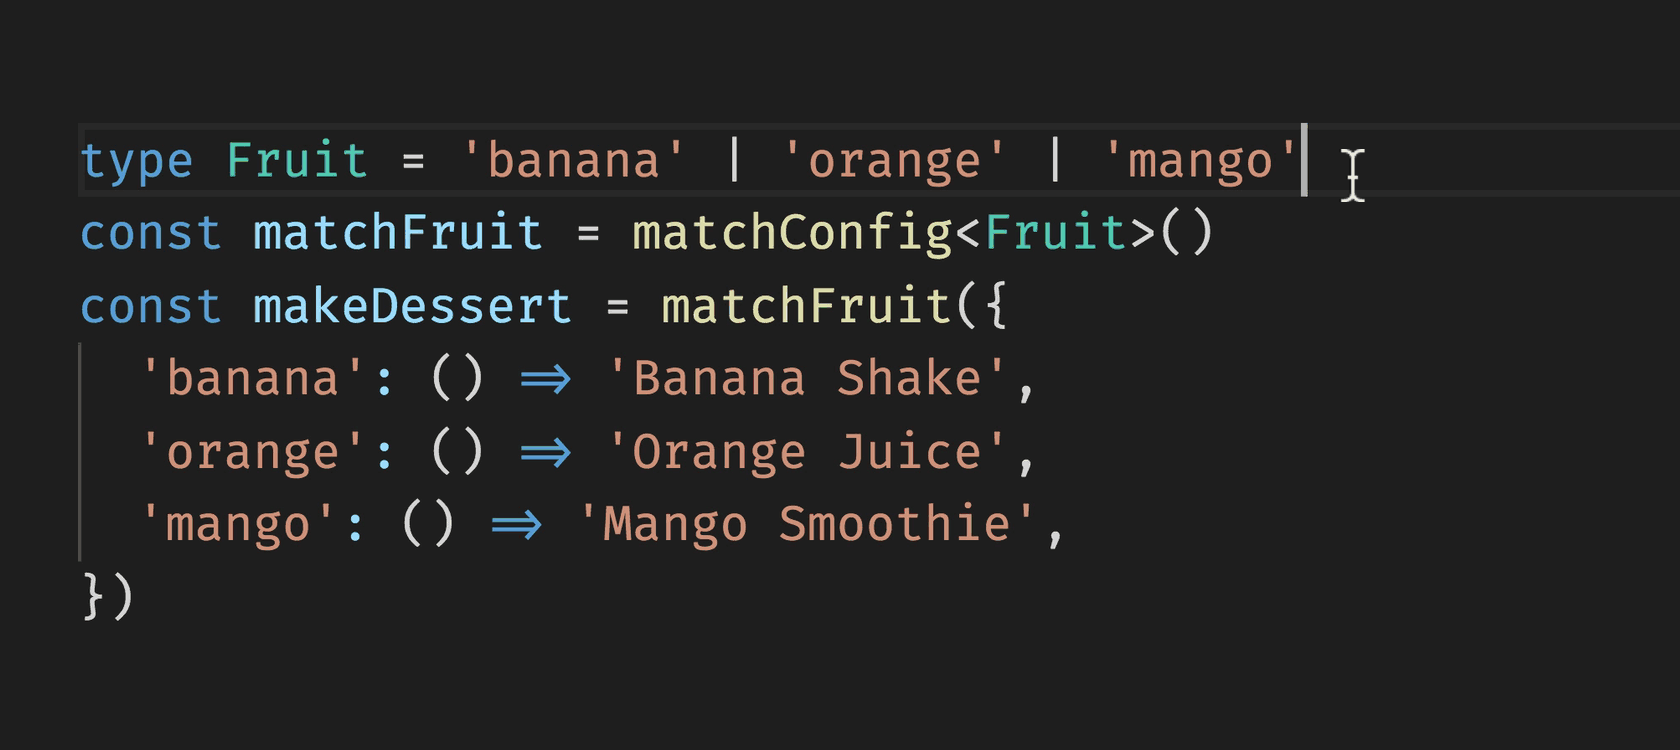 type Fruit = 'banana' | 'orange' | 'mango'
const matchFruit = matchConfig<Fruit>()
const makeDessert = matchFruit({
  'banana': () => 'Banana Shake',
  'orange': () => 'Orange Juice',
  'mango': () => 'Mango Smoothie',
})